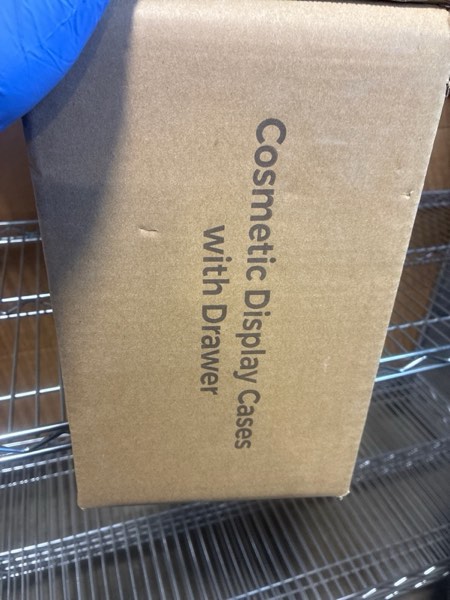 Cosmetic Display Cases
with Drawer